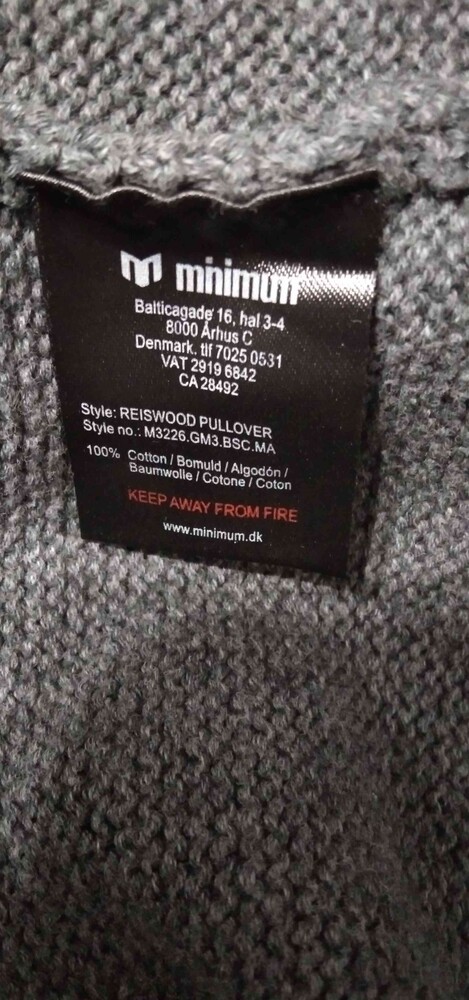 minimum
Balticagade 16, hal 3-4
8000 Århus C
Denmark. tlf 7025 0531
VAT 2919 6842
CA 28492
Style: REISWOOD PULLOVER
Style no.: M3226.GM3.BSC.MA
100% Cotton / Bomuld / Algodón /
Baumwolle / Cotone / Coton
KEEP AWAY FROM FIRE
www.minimum.dk